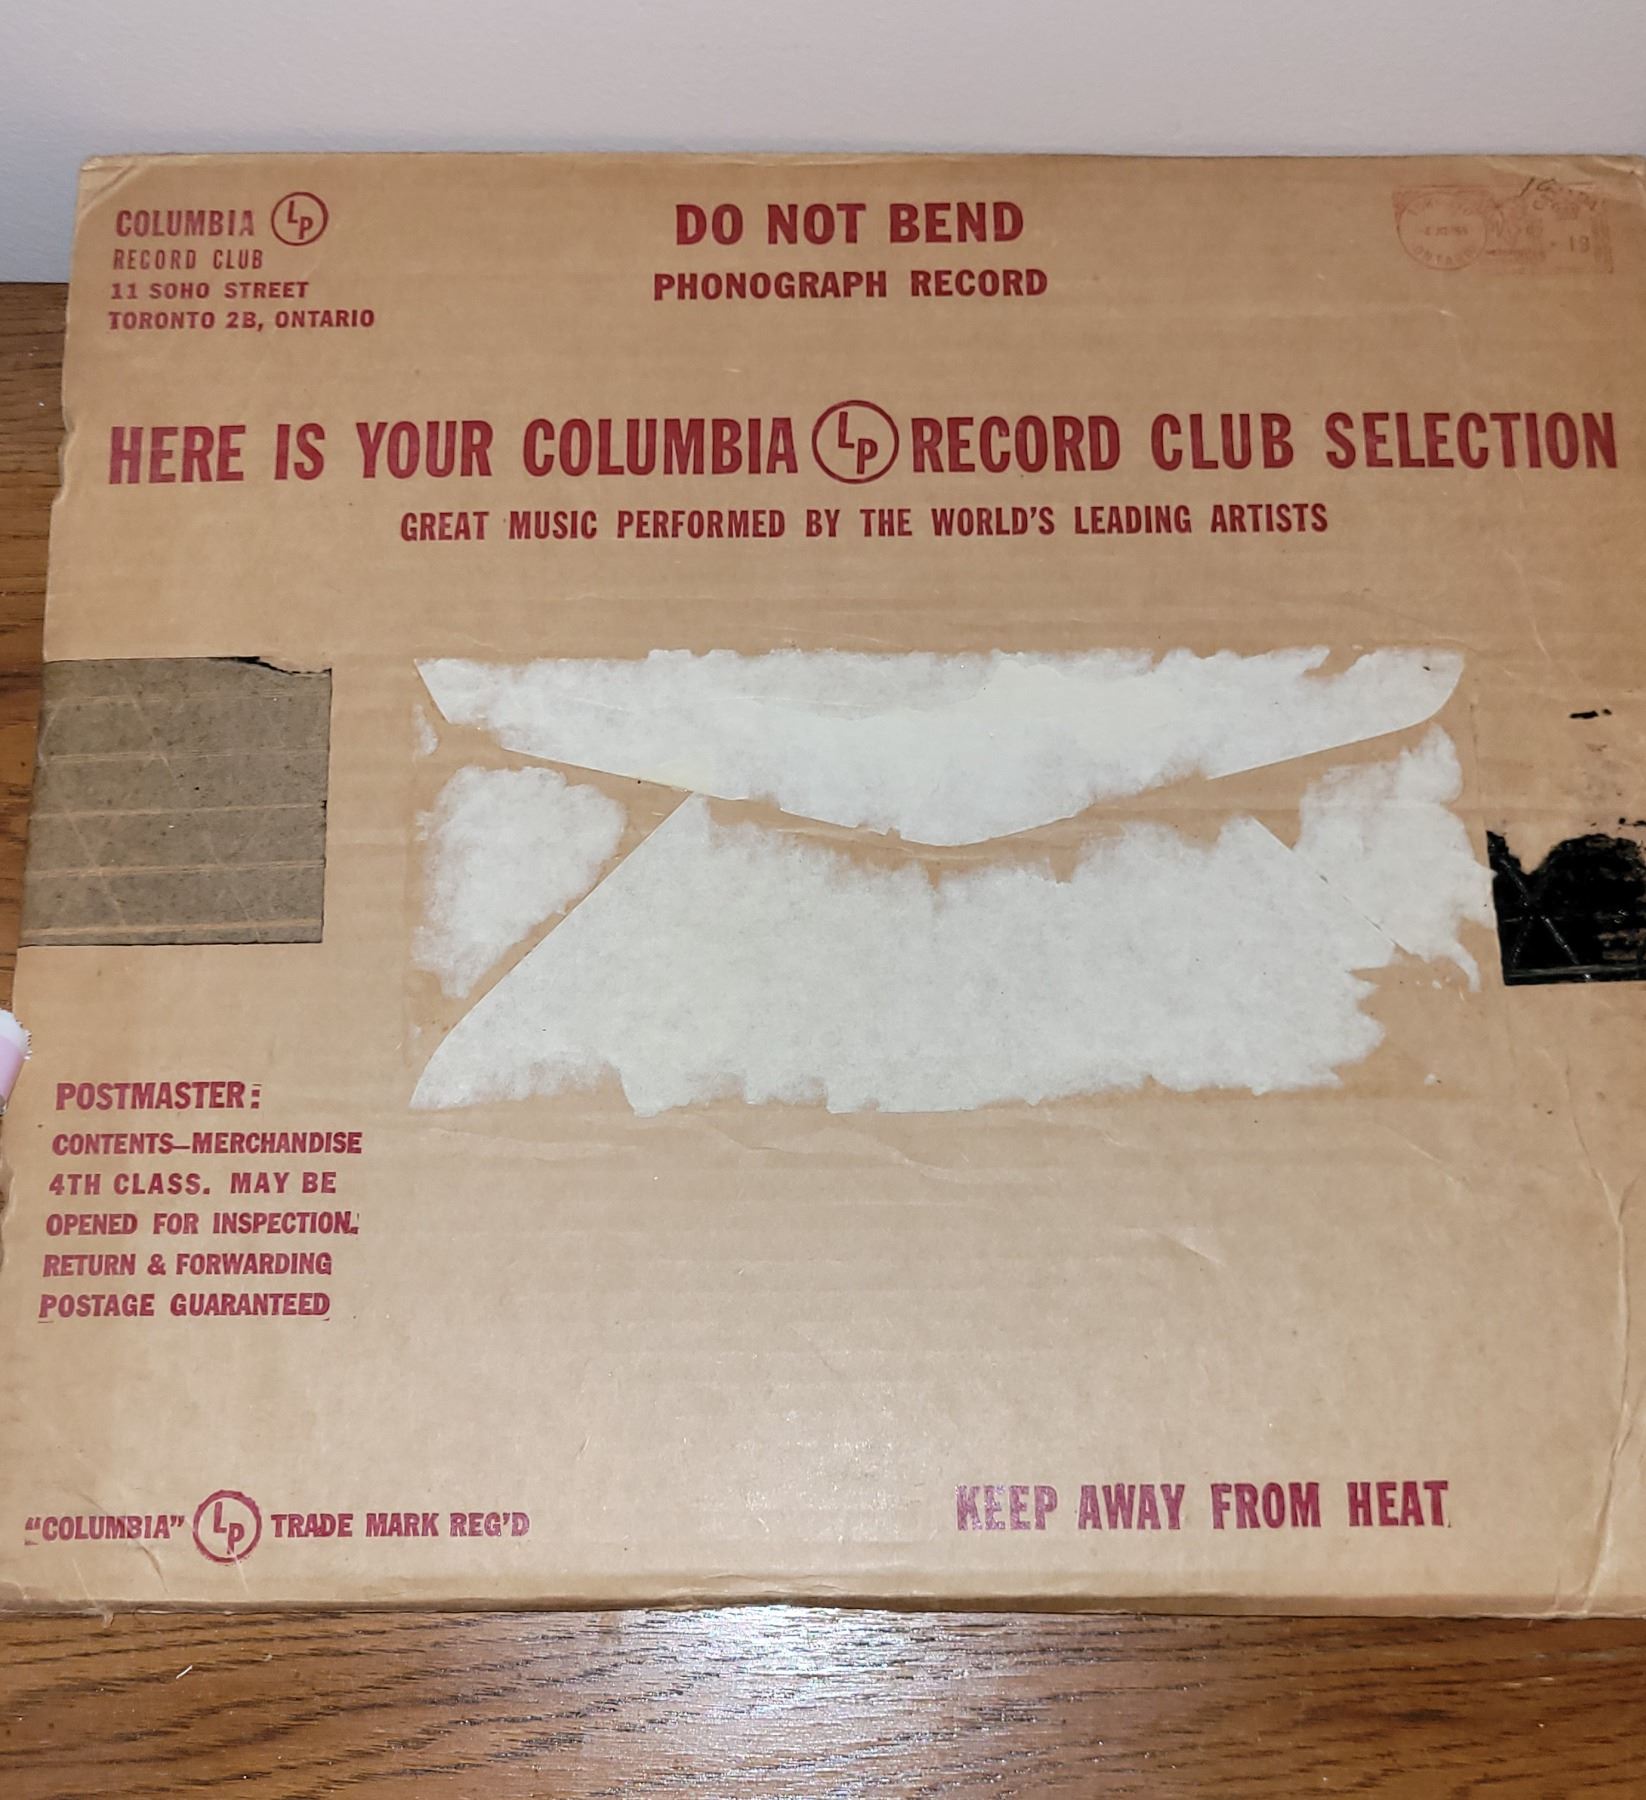 COLUMBIA LP
RECORD CLUB
11 SOHO STREET
TORONTO 2B, ONTARIO
DO NOT BEND
PHONOGRAPH RECORD
HERE IS YOUR COLUMBIA LP RECORD CLUB SELECTION
GREAT MUSIC PERFORMED BY THE WORLD'S LEADING ARTISTS
POSTMASTER:
CONTENTS—MERCHANDISE
4TH CLASS. MAY BE
OPENED FOR INSPECTION.
RETURN & FORWARDING
POSTAGE GUARANTEED
"COLUMBIA" LP TRADE MARK REG'D
KEEP AWAY FROM HEAT